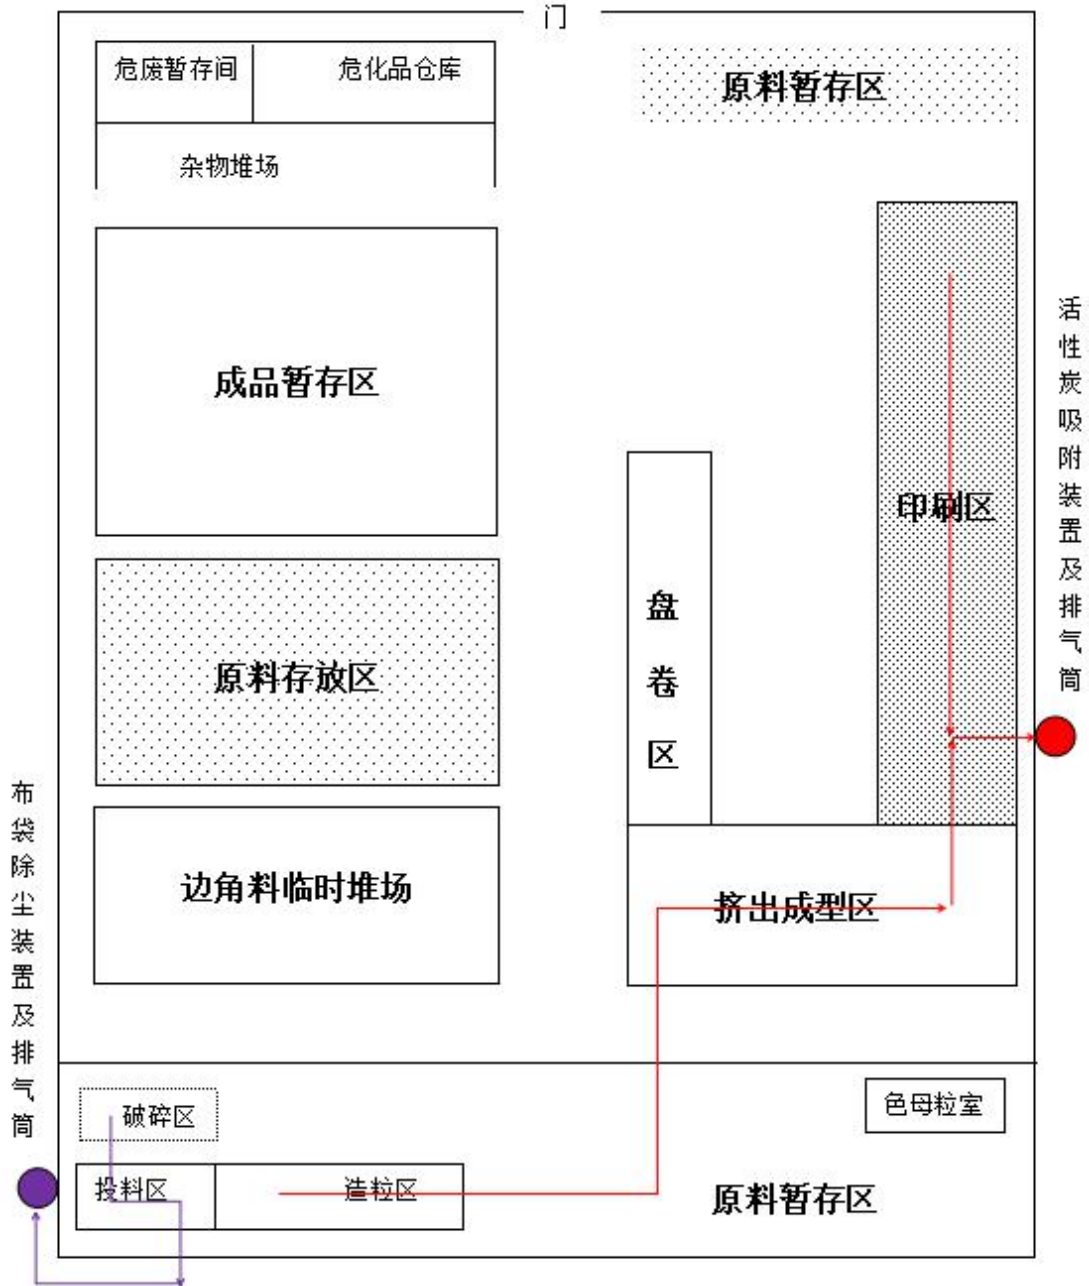 门
危废暂存间
危化品仓库
原料暂存区
杂物堆场
成品暂存区
活性炭吸附装置及排气筒
印刷区
盘卷区
原料存放区
布袋除尘装置及排气筒
边角料临时堆场
挤出成型区
破碎区
色母粒室
投料区
造粒区
原料暂存区